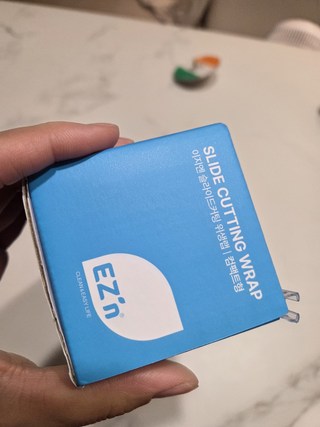 SLIDE CUTTING WRAP
이지엔 슬라이드커팅 위생랩 | 컴팩트형
EZ'n
CLEAN & EASY LIFE